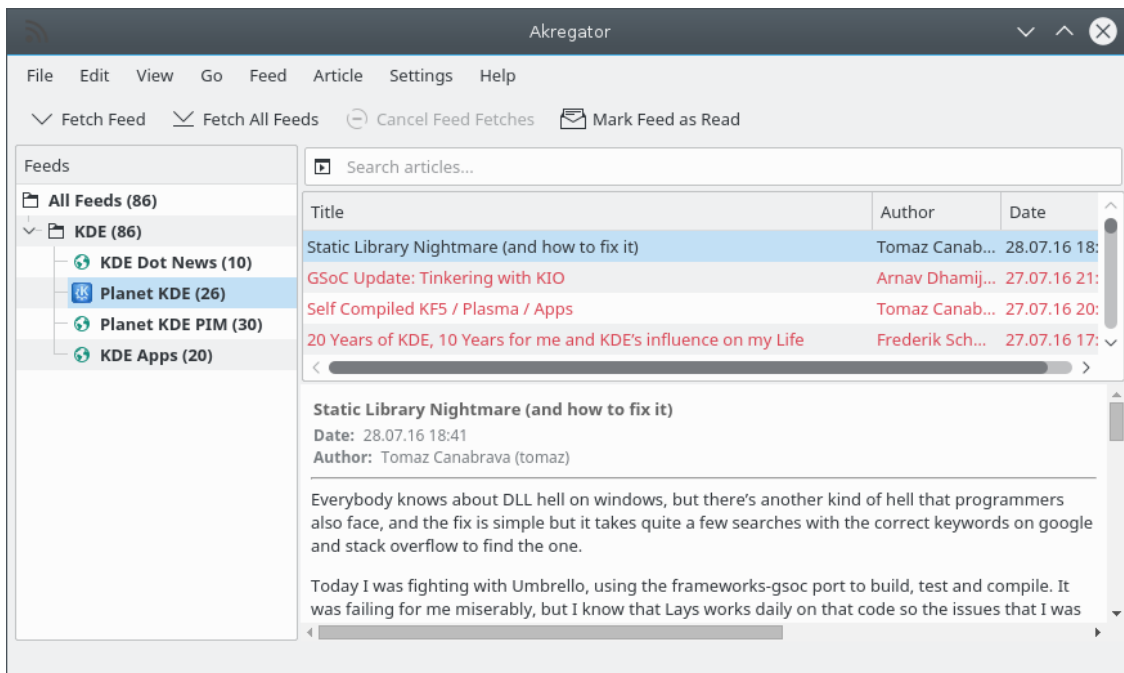 Akregator
File Edit View Go Feed Article Settings Help
Fetch Feed Fetch All Feeds Cancel Feed Fetches Mark Feed as Read
Feeds
All Feeds (86)
KDE (86)
KDE Dot News (10)
Planet KDE (26)
Planet KDE PIM (30)
KDE Apps (20)
Search articles...
Title Author Date
Static Library Nightmare (and how to fix it) Tomaz Canab... 28.07.16 18:
GSoC Update: Tinkering with KIO Arnav Dhamij... 27.07.16 21:
Self Compiled KF5 / Plasma / Apps Tomaz Canab... 27.07.16 20:
20 Years of KDE, 10 Years for me and KDE's influence on my Life Frederik Sch... 27.07.16 17:
Static Library Nightmare (and how to fix it)
Date: 28.07.16 18:41
Author: Tomaz Canabrava (tomaz)
Everybody knows about DLL hell on windows, but there's another kind of hell that programmers
also face, and the fix is simple but it takes quite a few searches with the correct keywords on google
and stack overflow to find the one.
Today I was fighting with Umbrello, using the frameworks-gsoc port to build, test and compile. It
was failing for me miserably, but I know that Lays works daily on that code so the issues that I was